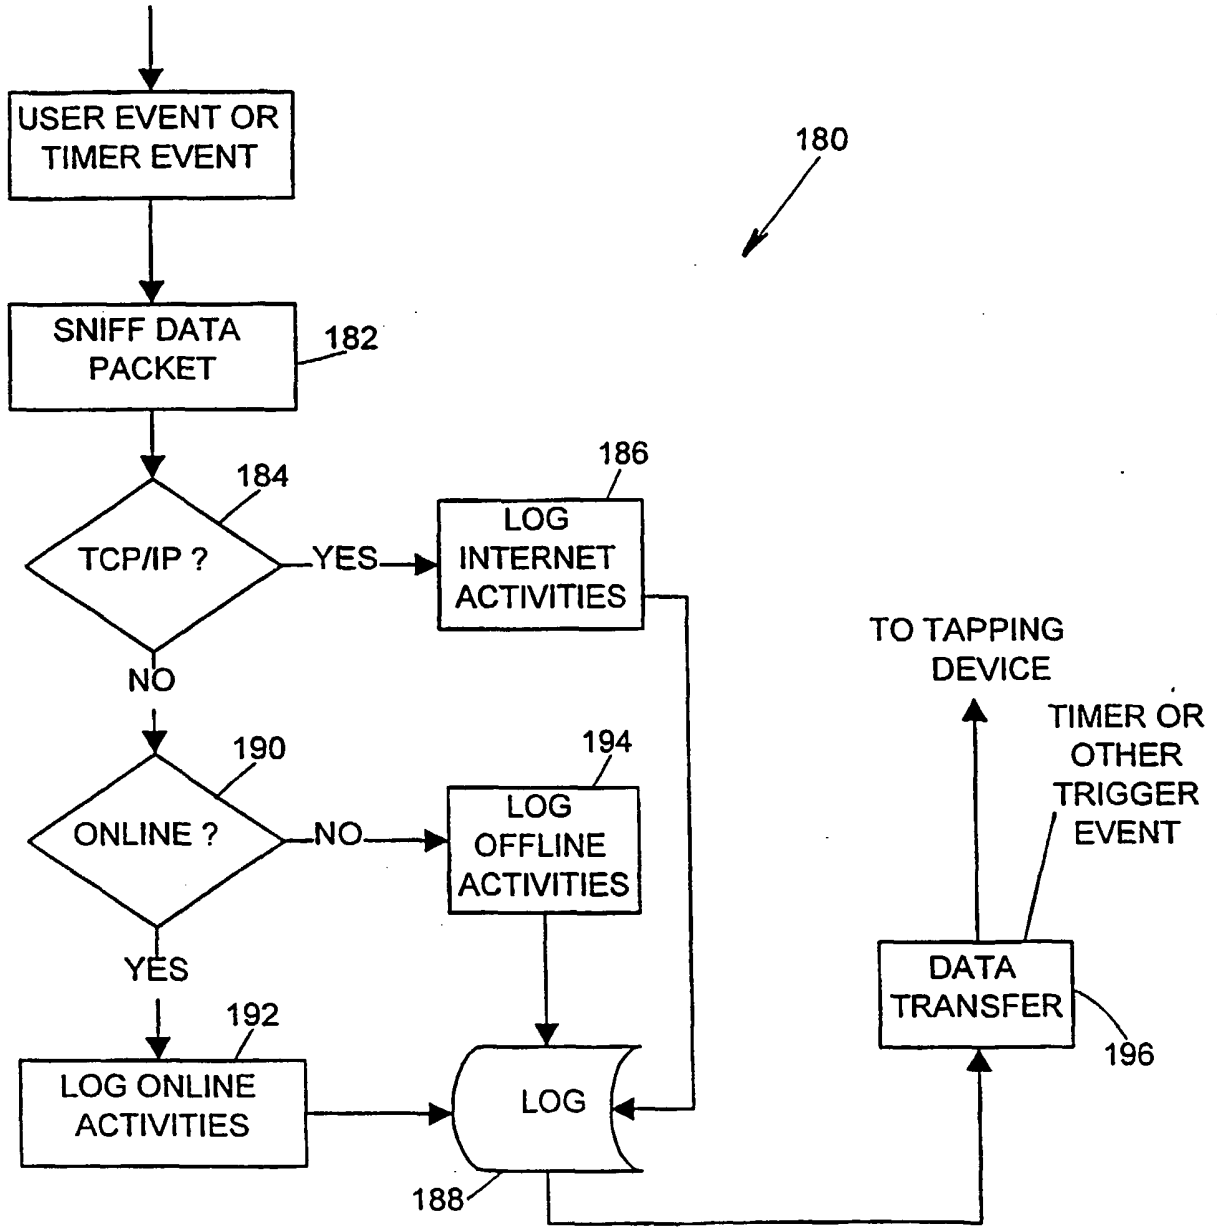 USER EVENT OR
TIMER EVENT
180
SNIFF DATA
PACKET
182
184
TCP/IP ?
YES
186
LOG
INTERNET
ACTIVITIES
NO
TO TAPPING
DEVICE
TIMER OR
OTHER
TRIGGER
EVENT
190
ONLINE ?
NO
194
LOG
OFFLINE
ACTIVITIES
YES
DATA
TRANSFER
196
192
LOG ONLINE
ACTIVITIES
LOG
188